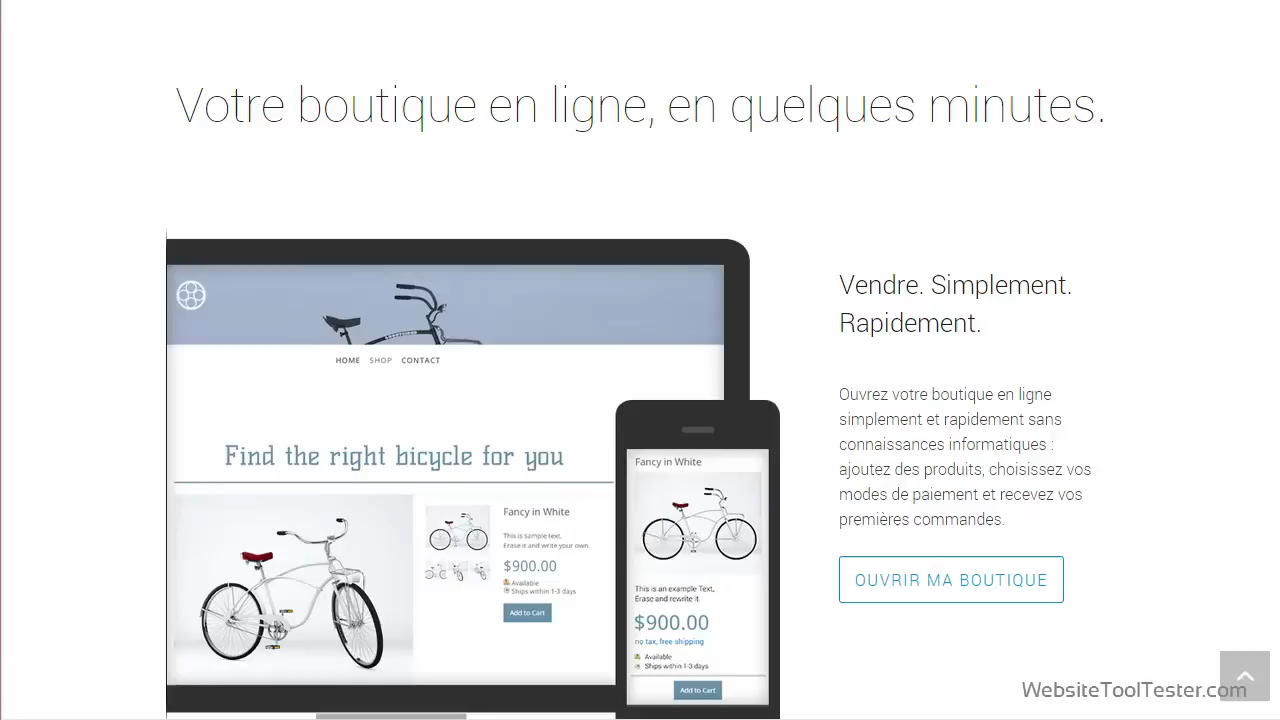 Votre boutique en ligne, en quelques minutes.
HOME SHOP CONTACT
Find the right bicycle for you
Fancy in White
This is sample text.
Erase it and write your own.
$900.00
Available
Ships within 1-3 days
Add to Cart
Fancy in White
This is an example Text.
Erase and rewrite it.
$900.00
no tax, free shipping
Available
Ships within 1-3 days
Add to Cart
Vendre. Simplement.
Rapidement.
Ouvrez votre boutique en ligne
simplement et rapidement sans
connaissances informatiques :
ajoutez des produits, choisissez vos
modes de paiement et recevez vos
premières commandes.
OUVRIR MA BOUTIQUE
WebsiteToolTester.com